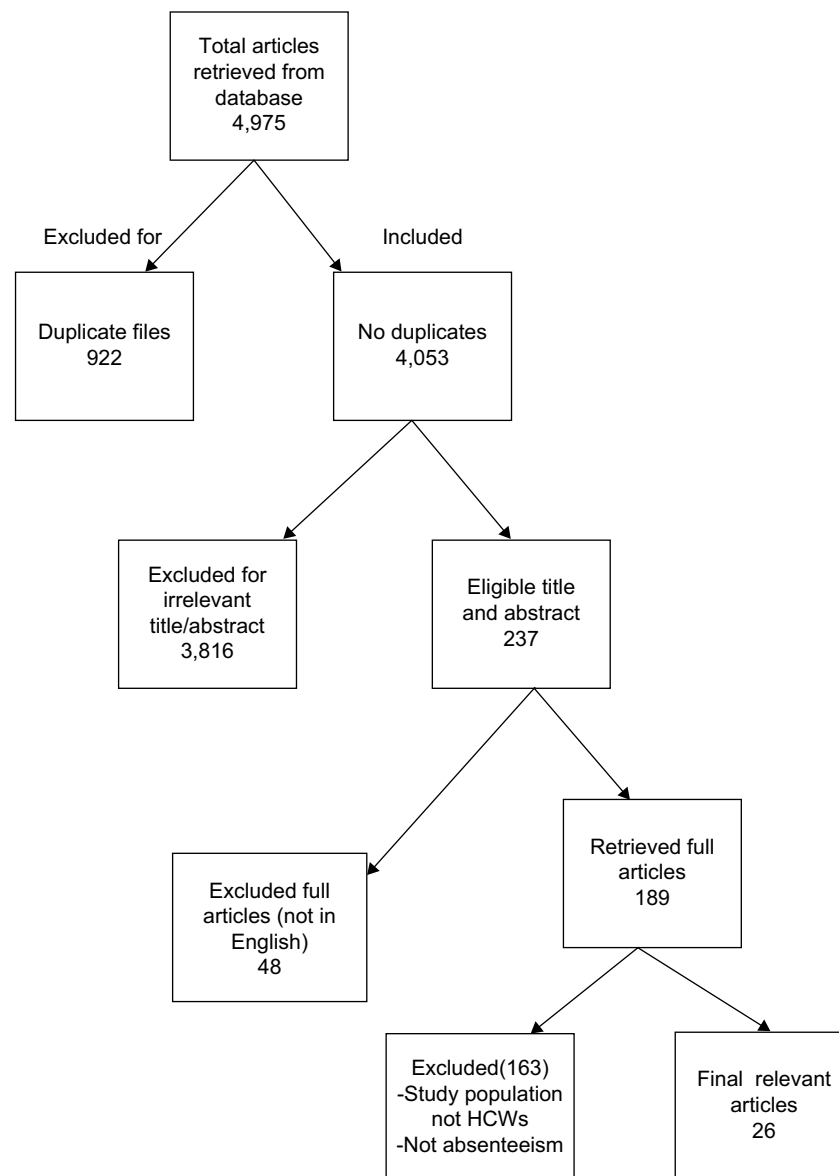 Total articles
retrieved from
database
4,975
Excluded for
Included
Duplicate files
922
No duplicates
4,053
Excluded for
irrelevant
title/abstract
3,816
Eligible title
and abstract
237
Excluded full
articles (not in
English)
48
Retrieved full
articles
189
Excluded(163)
-Study population
not HCWs
-Not absenteeism
Final relevant
articles
26